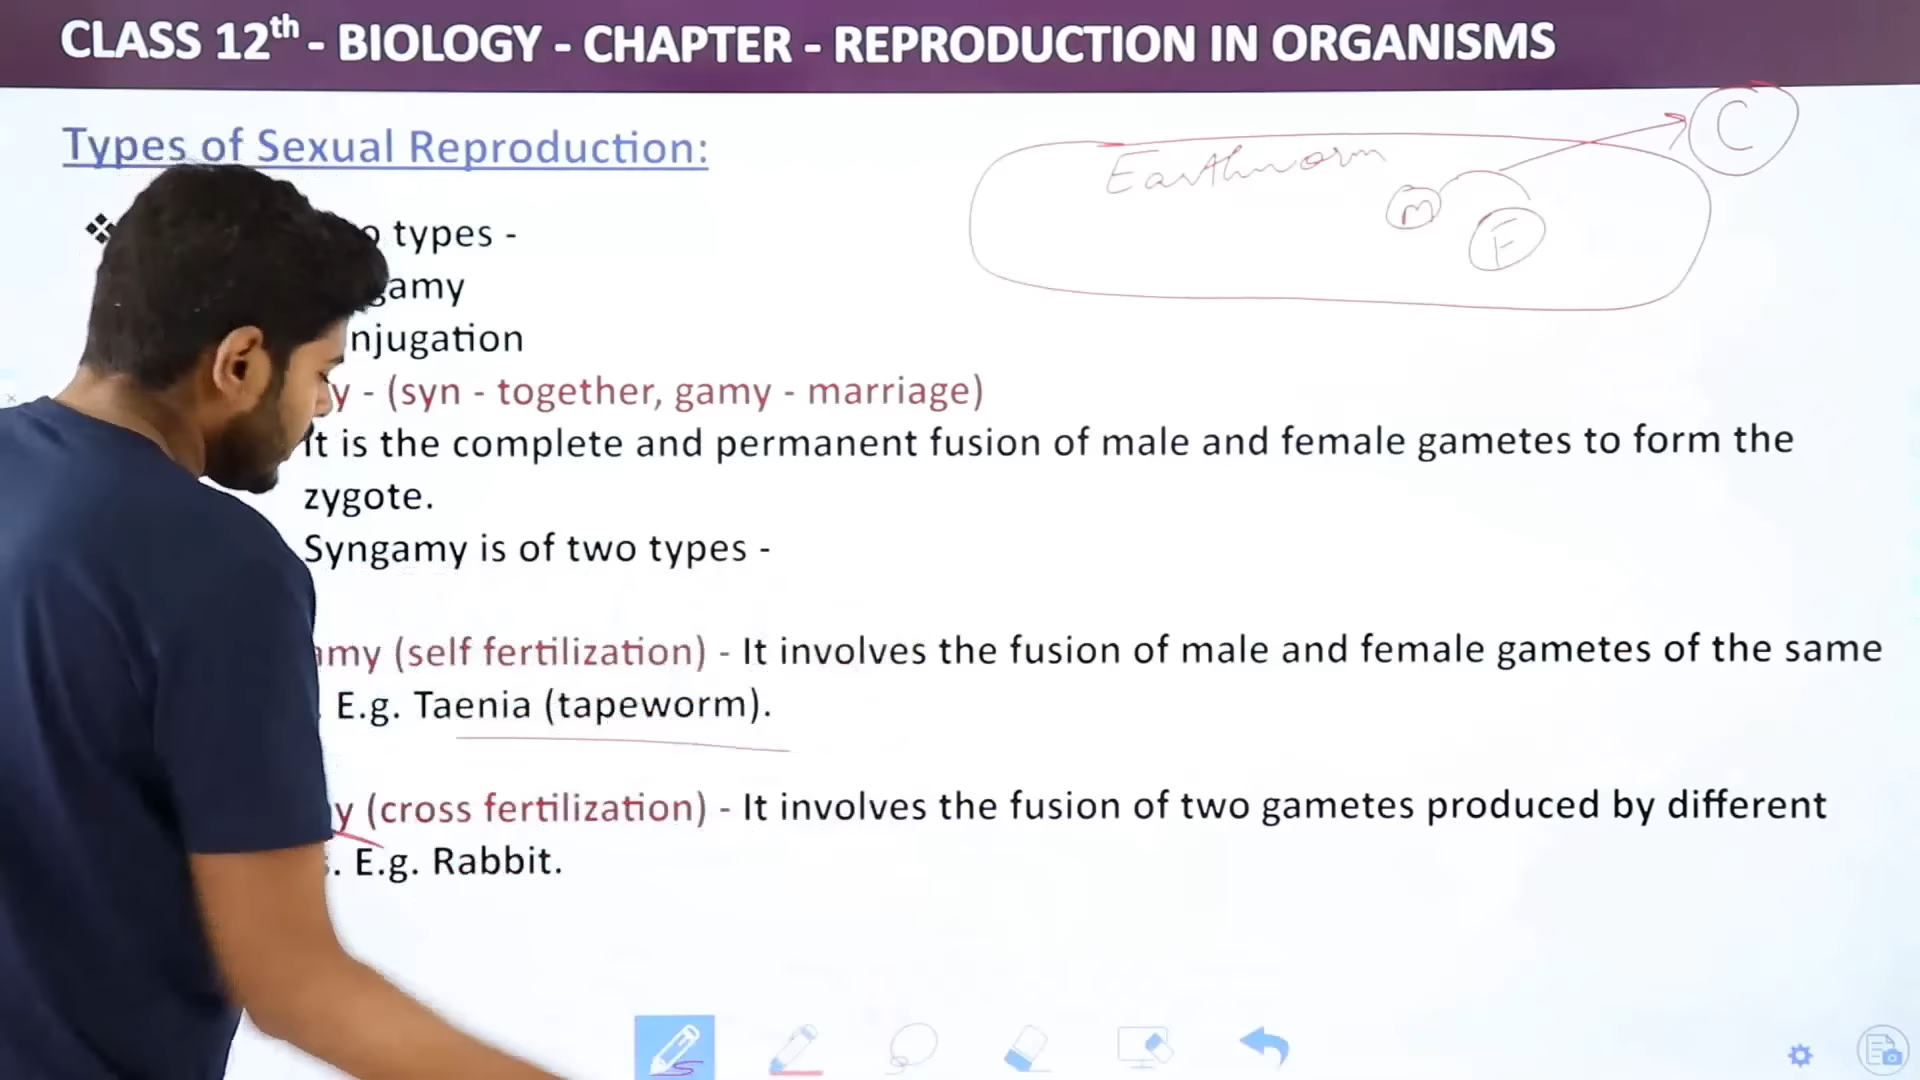 CLASS 12th - BIOLOGY - CHAPTER - REPRODUCTION IN ORGANISMS
C
Types of Sexual Reproduction:
Earthworm
M
F
types -
gamy
njugation
y - (syn - together, gamy - marriage)
It is the complete and permanent fusion of male and female gametes to form the
zygote.
Syngamy is of two types -
amy (self fertilization) - It involves the fusion of male and female gametes of the same
E.g. Taenia (tapeworm).
y (cross fertilization) - It involves the fusion of two gametes produced by different
. E.g. Rabbit.